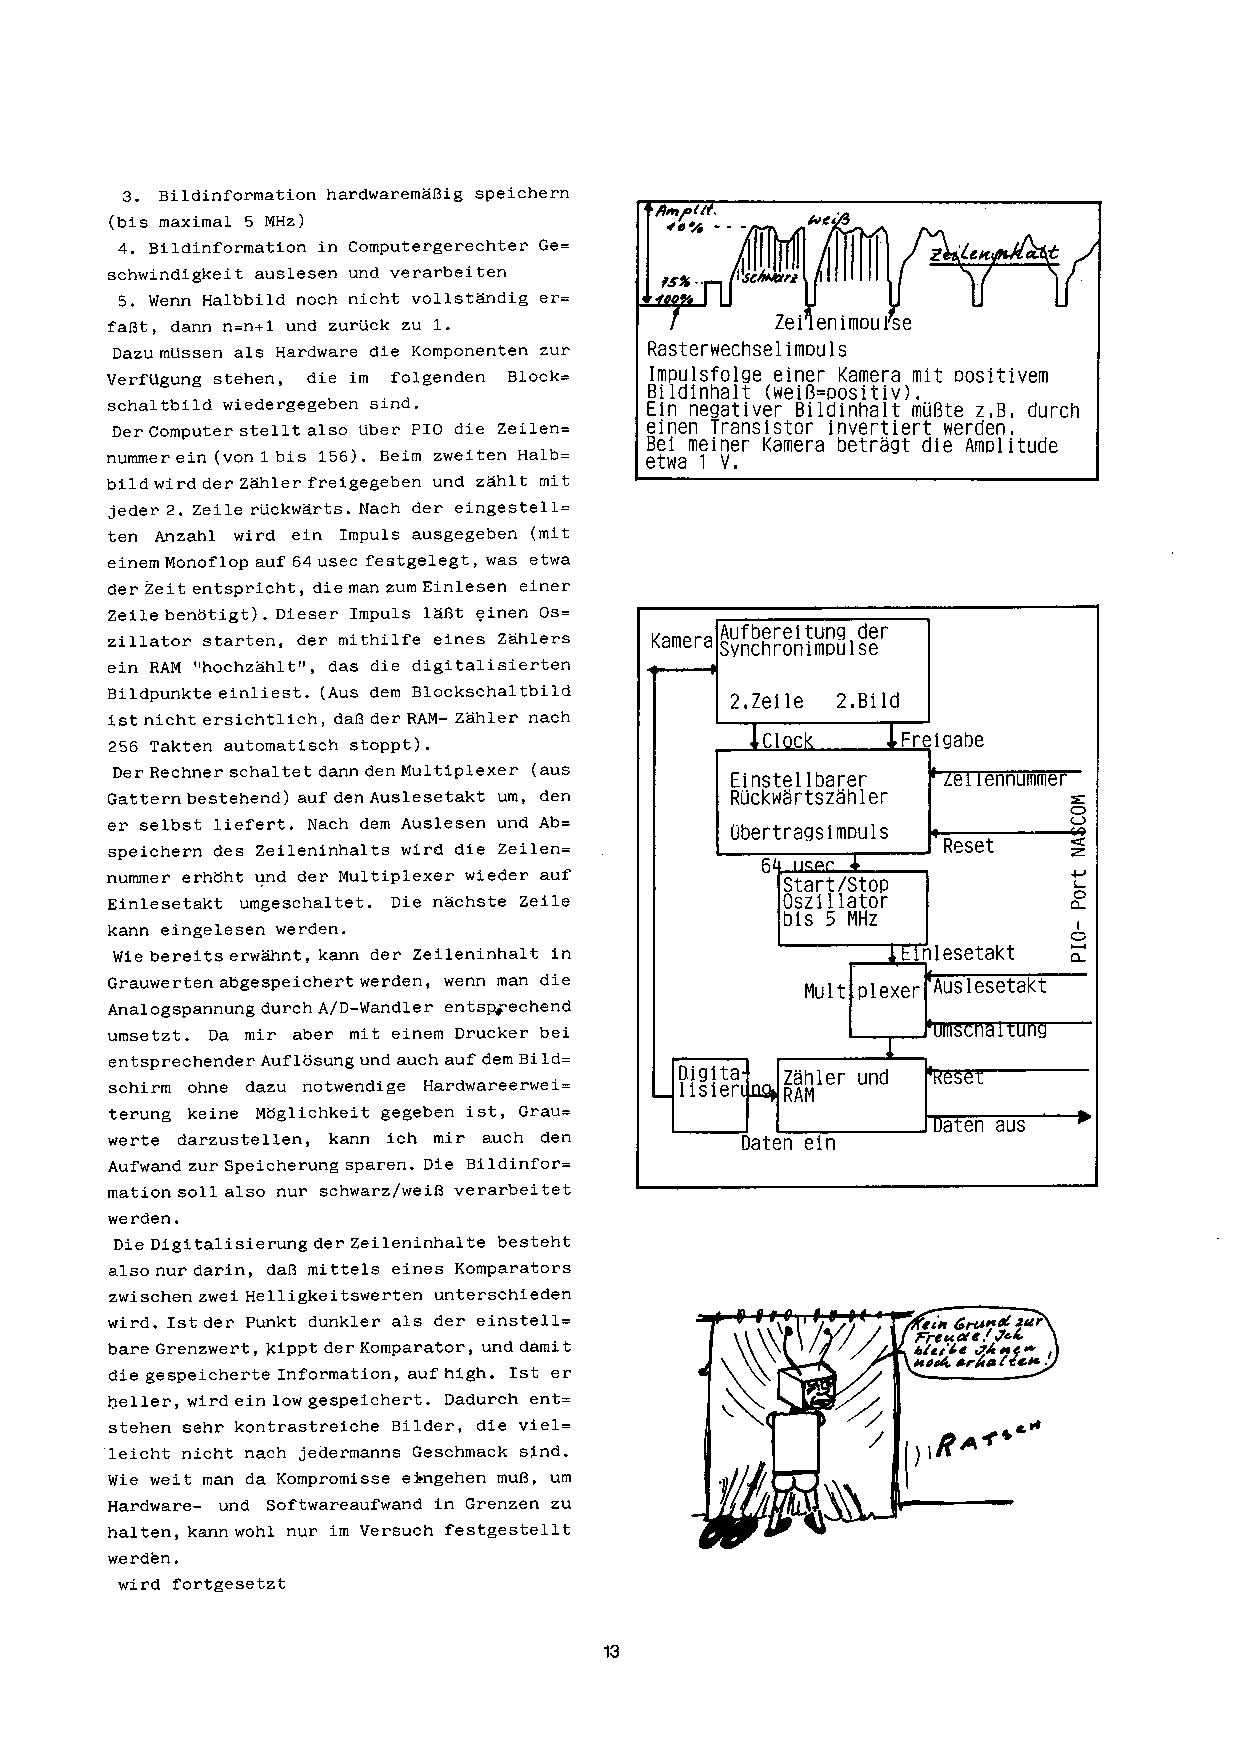 3. Bildinformation hardwaremäßig speichern
(bis maximal 5 MHz)
4. Bildinformation in Computergerechter Ge=
schwindigkeit auslesen und verarbeiten
5. Wenn Halbbild noch nicht vollständig er=
faßt, dann n=n+1 und zurück zu 1.
Dazu müssen als Hardware die Komponenten zur
Verfügung stehen, die im folgenden Block=
schaltbild wiedergegeben sind.
Der Computer stellt also über PIO die Zeilen=
nummer ein (von 1 bis 156). Beim zweiten Halb=
bild wird der Zähler freigegeben und zählt mit
jeder 2. Zeile rückwärts. Nach der eingestell=
ten Anzahl wird ein Impuls ausgegeben (mit
einem Monoflop auf 64 usec festgelegt, was etwa
der Zeit entspricht, die man zum Einlesen einer
Zeile benötigt). Dieser Impuls läßt einen Os=
zillator starten, der mithilfe eines Zählers
ein RAM "hochzählt", das die digitalisierten
Bildpunkte einliest. (Aus dem Blockschaltbild
ist nicht ersichtlich, daß der RAM- Zähler nach
256 Takten automatisch stoppt).
Der Rechner schaltet dann den Multiplexer (aus
Gattern bestehend) auf den Auslesetakt um, den
er selbst liefert. Nach dem Auslesen und Ab=
speichern des Zeileninhalts wird die Zeilen=
nummer erhöht und der Multiplexer wieder auf
Einlesetakt umgeschaltet. Die nächste Zeile
kann eingelesen werden.
Wie bereits erwähnt, kann der Zeileninhalt in
Grauwerten abgespeichert werden, wenn man die
Analogspannung durch A/D-Wandler entsprechend
umsetzt. Da mir aber mit einem Drucker bei
entsprechender Auflösung und auch auf dem Bild=
schirm ohne dazu notwendige Hardwareerwei=
terung keine Möglichkeit gegeben ist, Grau=
werte darzustellen, kann ich mir auch den
Aufwand zur Speicherung sparen. Die Bildinfor=
mation soll also nur schwarz/weiß verarbeitet
werden.
Die Digitalisierung der Zeileninhalte besteht
also nur darin, daß mittels eines Komparators
zwischen zwei Helligkeitswerten unterschieden
wird. Ist der Punkt dunkler als der einstell=
bare Grenzwert, kippt der Komparator, und damit
die gespeicherte Information, auf high. Ist er
heller, wird ein low gespeichert. Dadurch ent=
stehen sehr kontrastreiche Bilder, die viel=
leicht nicht nach jedermanns Geschmack sind.
Wie weit man da Kompromisse eingehen muß, um
Hardware- und Softwareaufwand in Grenzen zu
halten, kann wohl nur im Versuch festgestellt
werden.
wird fortgesetzt
Amplit.
10%
weiß
Zeileninhalt
75%
schwarz
100%
Zeilenimpulse
Rasterwechselimpuls
Impulsfolge einer Kamera mit positivem
Bildinhalt (weiß=positiv).
Ein negativer Bildinhalt müßte z.B. durch
einen Transistor invertiert werden.
Bei meiner Kamera beträgt die Amplitude
etwa 1 V.
Kamera
Aufbereitung der
Synchronimpulse
2.Zeile 2.Bild
Clock
Freigabe
Einstellbarer
Rückwärtszähler
Übertragsimpuls
Zeilennummer
Reset
PIO- Port NASCOM
64 usec
Start/Stop
Oszillator
bis 5 MHz
Einlesetakt
Multiplexer
Auslesetakt
Umschaltung
Digita-
lisierung
Zähler und
RAM
Reset
Daten aus
Daten ein
Kein Grund zur
Freude! Ich
bleibe Ihnen
noch erhalten!
RATSCH
13